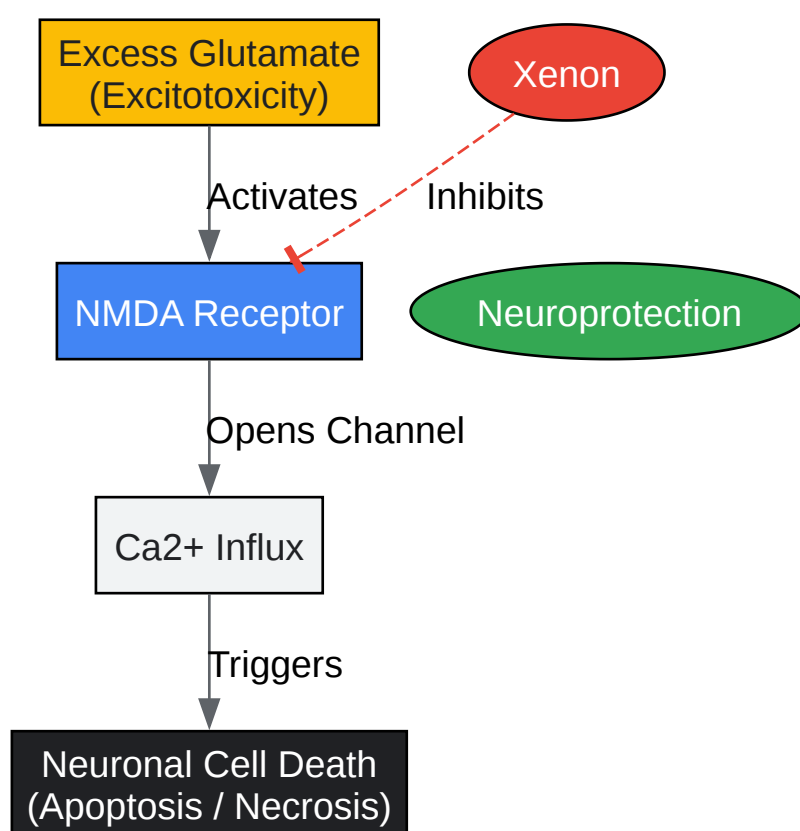 Excess Glutamate
(Excitotoxicity)
Xenon
Activates
Inhibits
NMDA Receptor
Neuroprotection
Opens Channel
Ca2+ Influx
Triggers
Neuronal Cell Death
(Apoptosis / Necrosis)